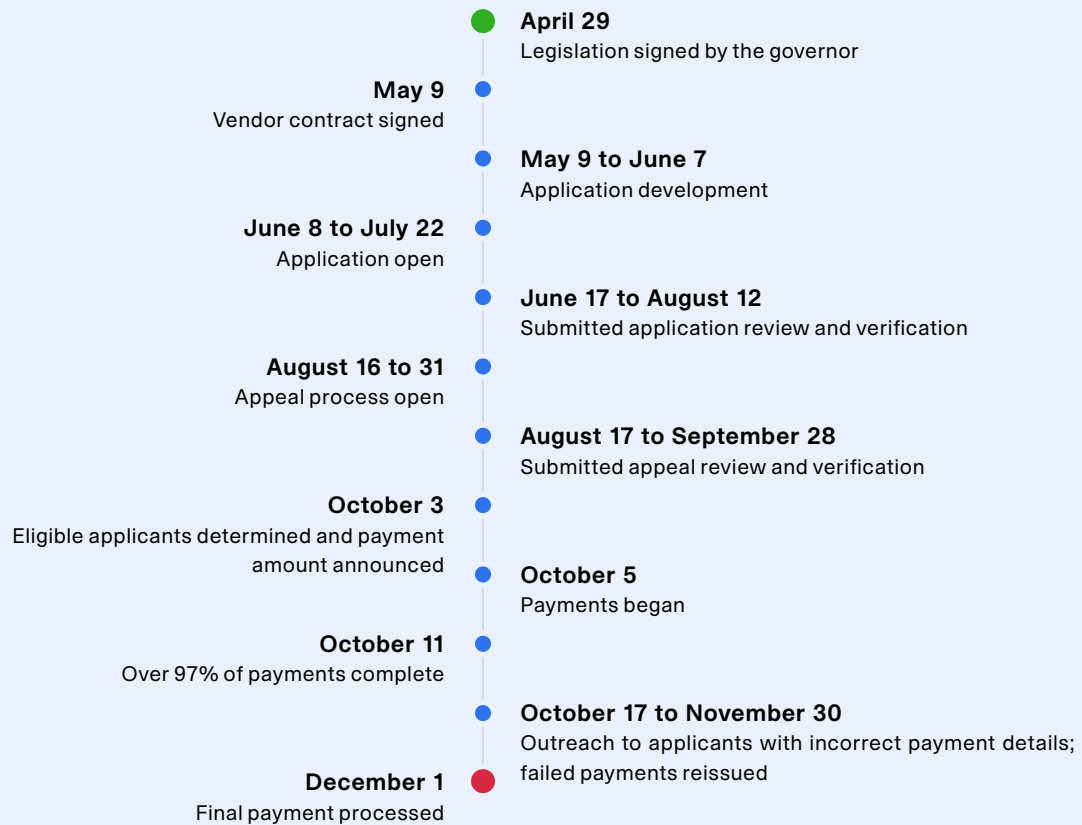 April 29
Legislation signed by the governor
May 9
Vendor contract signed
May 9 to June 7
Application development
June 8 to July 22
Application open
June 17 to August 12
Submitted application review and verification
August 16 to 31
Appeal process open
August 17 to September 28
Submitted appeal review and verification
October 3
Eligible applicants determined and payment
amount announced
October 5
Payments began
October 11
Over 97% of payments complete
October 17 to November 30
Outreach to applicants with incorrect payment details;
failed payments reissued
December 1
Final payment processed